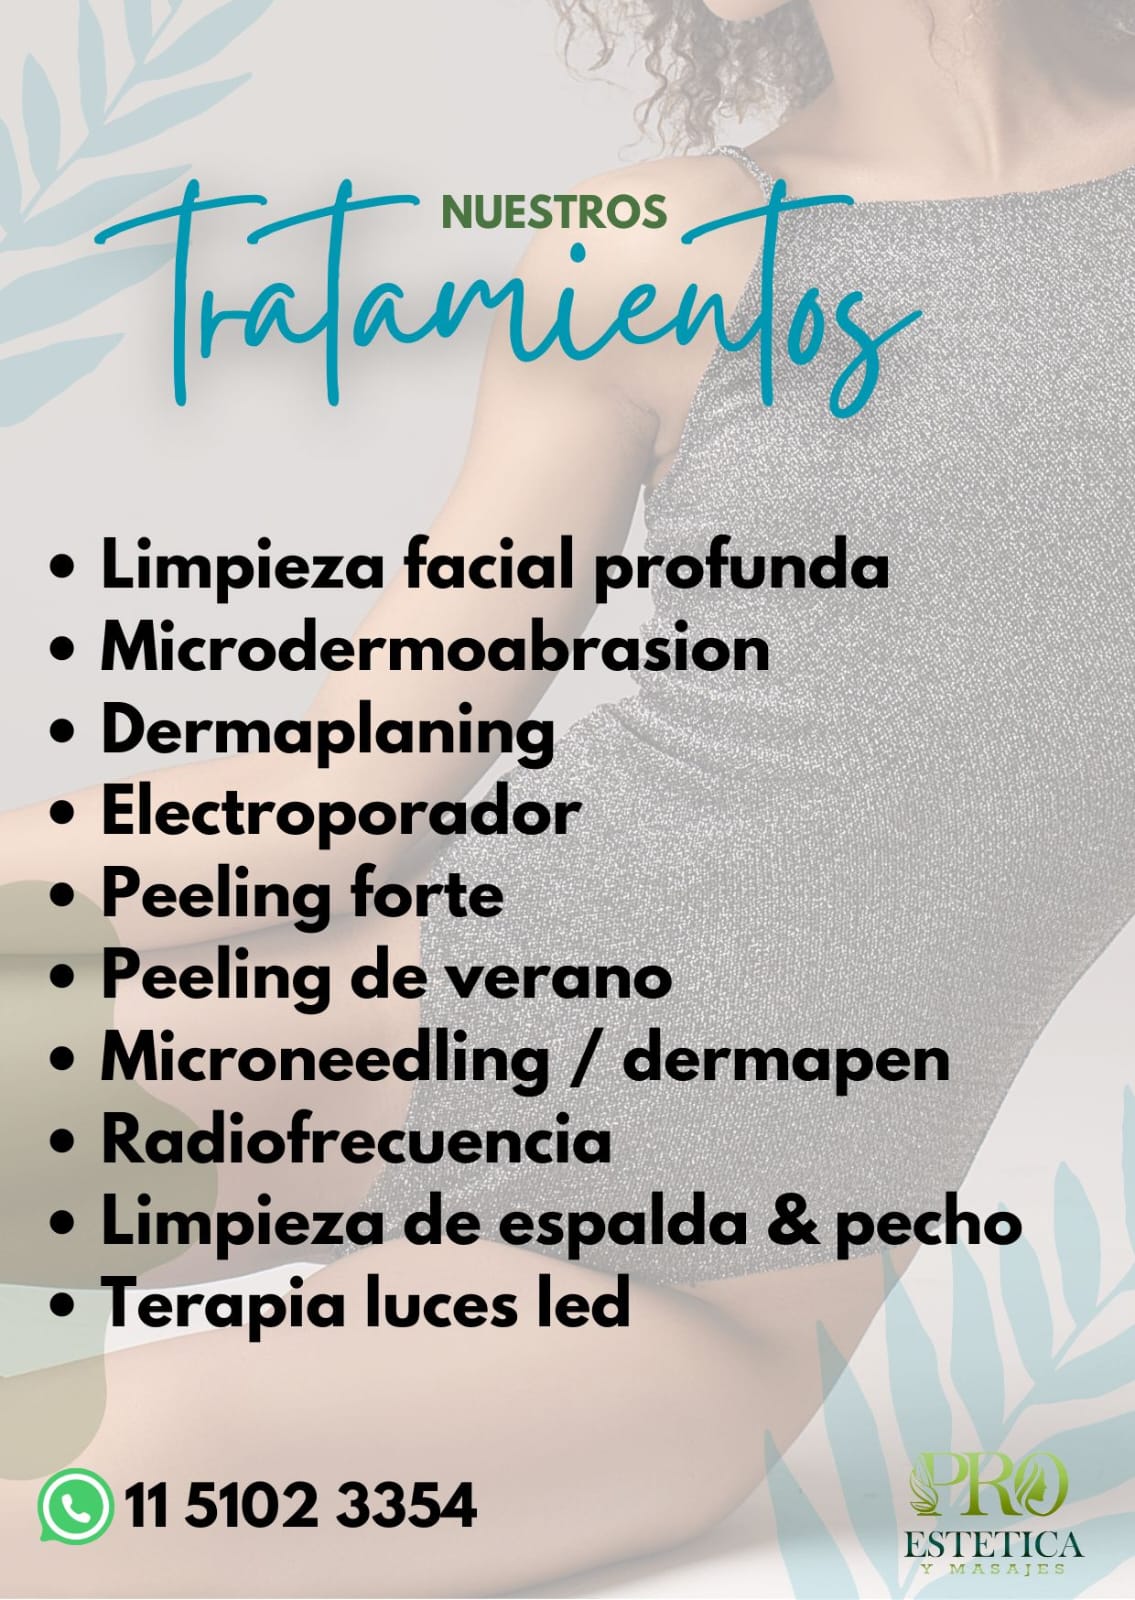 NUESTROS
Tratamientos
• Limpieza facial profunda
• Microdermoabrasion
• Dermaplaning
• Electroporador
• Peeling forte
• Peeling de verano
• Microneedling / dermapen
• Radiofrecuencia
• Limpieza de espalda & pecho
• Terapia luces led
11 5102 3354
PRO
ESTETICA
Y MASAJES